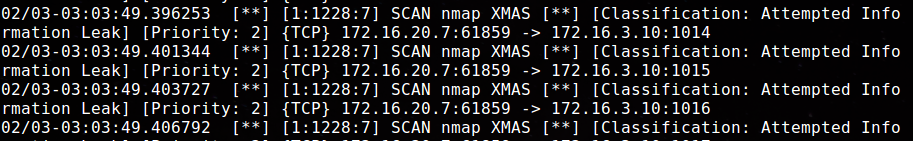 02/03-03:03:49.396253  [**] [1:1228:7] SCAN nmap XMAS [**] [Classification: Attempted Info
rmation Leak] [Priority: 2] {TCP} 172.16.20.7:61859 -> 172.16.3.10:1014
02/03-03:03:49.401344  [**] [1:1228:7] SCAN nmap XMAS [**] [Classification: Attempted Info
rmation Leak] [Priority: 2] {TCP} 172.16.20.7:61859 -> 172.16.3.10:1015
02/03-03:03:49.403727  [**] [1:1228:7] SCAN nmap XMAS [**] [Classification: Attempted Info
rmation Leak] [Priority: 2] {TCP} 172.16.20.7:61859 -> 172.16.3.10:1016
02/03-03:03:49.406792  [**] [1:1228:7] SCAN nmap XMAS [**] [Classification: Attempted Info